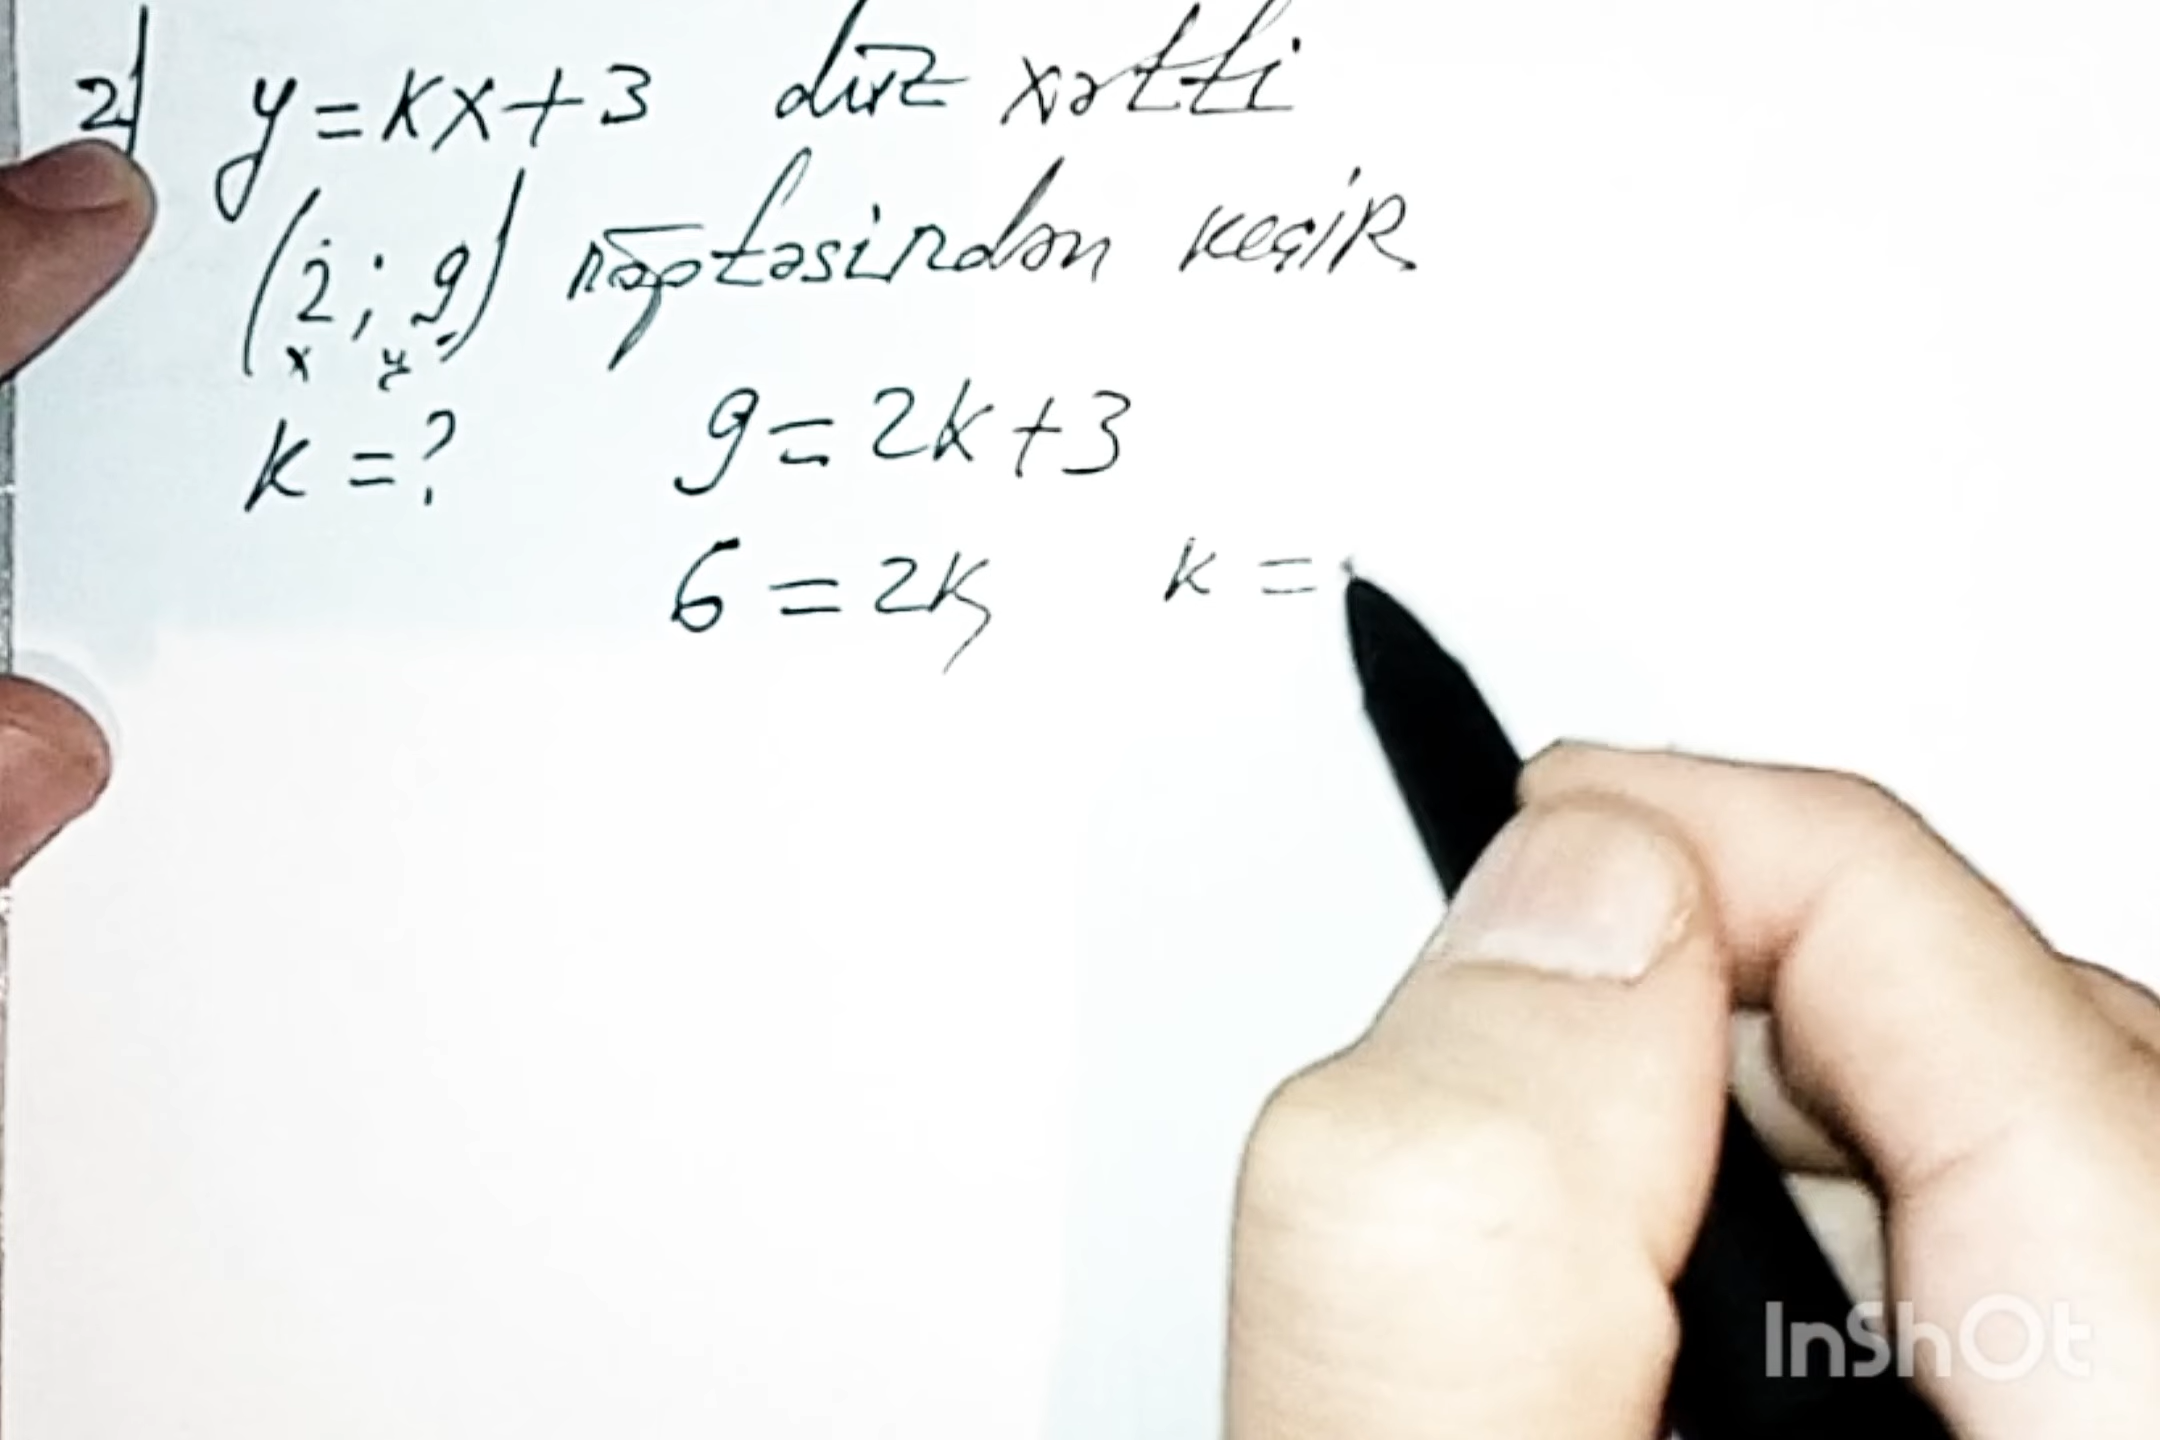 2) y = kx + 3 düz xətti
(2 ; 9) nöqtəsindən keçir
x y
k = ? 9 = 2k + 3
6 = 2k k =
InShOt